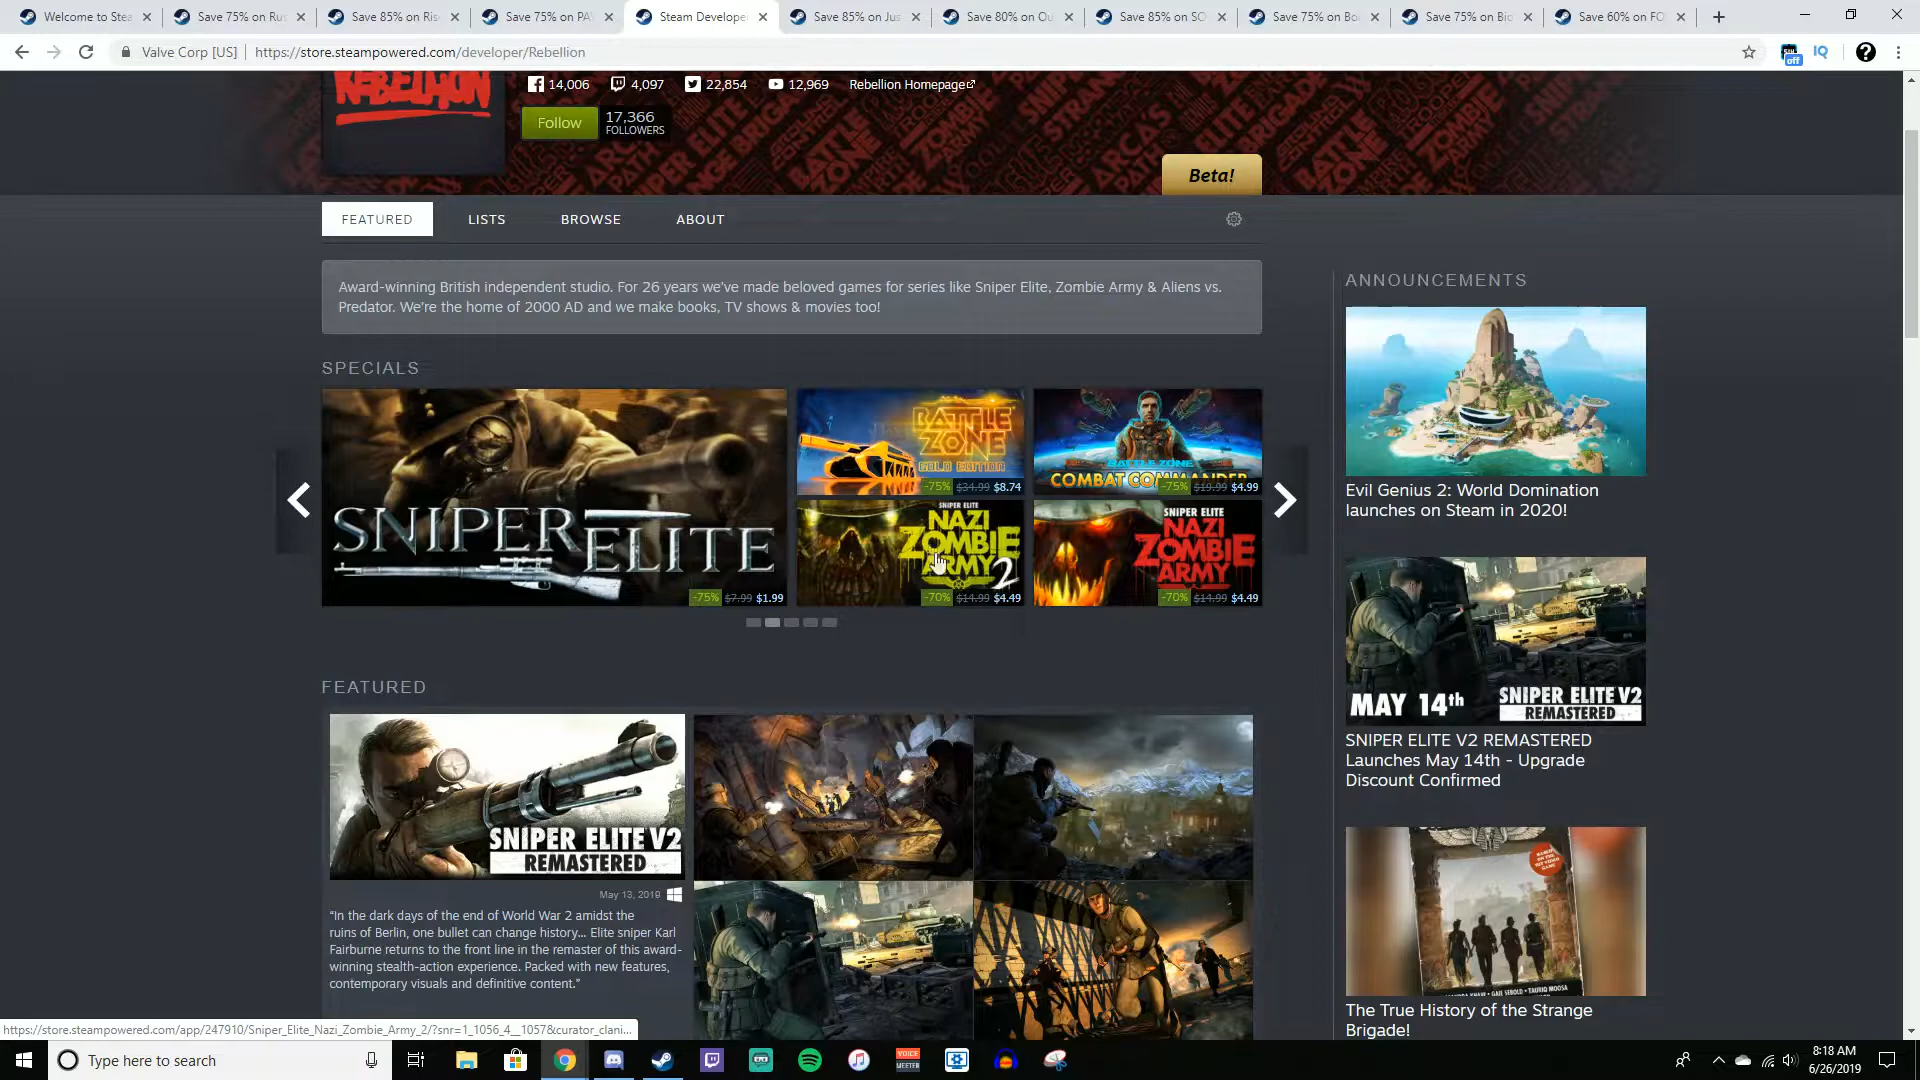 Welcome to Stea
Save 75% on Rus
Save 85% on Ris
Save 75% on PA
Steam Develope
Save 85% on Jus
Save 80% on Ou
Save 85% on SO
Save 75% on Bo
Save 75% on Bio
Save 60% on FO
Valve Corp [US]
https://store.steampowered.com/developer/Rebellion
off
IQ
REBELLION
14,006
4,097
22,854
12,969
Rebellion Homepage
Follow
17,366
FOLLOWERS
Beta!
FEATURED
LISTS
BROWSE
ABOUT
Award-winning British independent studio. For 26 years we've made beloved games for series like Sniper Elite, Zombie Army & Aliens vs.
Predator. We're the home of 2000 AD and we make books, TV shows & movies too!
SPECIALS
SNIPER ELITE
-75% $7.99 $1.99
BATTLE
ZONE
GOLD EDITION
-75% $34.99 $8.74
BATTLEZONE
COMBAT COMMANDER
-75% $19.99 $4.99
SNIPER ELITE
NAZI
ZOMBIE
ARMY 2
-70% $14.99 $4.49
SNIPER ELITE
NAZI
ZOMBIE
ARMY
-70% $14.99 $4.49
FEATURED
SNIPER ELITE V2
REMASTERED
May 13, 2019
"In the dark days of the end of World War 2 amidst the
ruins of Berlin, one bullet can change history... Elite sniper Karl
Fairburne returns to the front line in the remaster of this award-
winning stealth-action experience. Packed with new features,
contemporary visuals and definitive content."
ANNOUNCEMENTS
Evil Genius 2: World Domination
launches on Steam in 2020!
MAY 14th
SNIPER ELITE V2
REMASTERED
SNIPER ELITE V2 REMASTERED
Launches May 14th - Upgrade
Discount Confirmed
GAIL SEBOLD • TAURIQ MOOSA
The True History of the Strange
Brigade!
https://store.steampowered.com/app/247910/Sniper_Elite_Nazi_Zombie_Army_2/?snr=1_1056_4__1057&curator_clani...
Type here to search
VOICE
MEETER
8:18 AM
6/26/2019